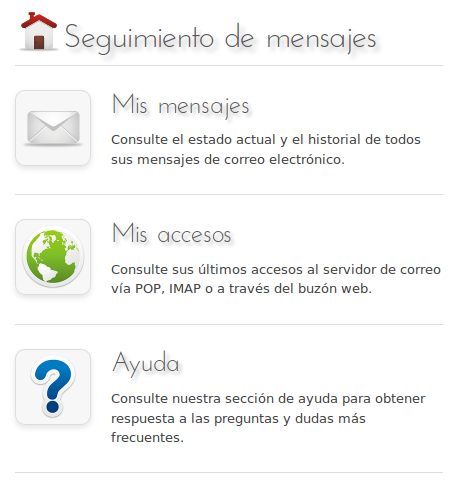 Seguimiento de mensajes
Mis mensajes
Consulte el estado actual y el historial de todos
sus mensajes de correo electrónico.
Mis accesos
Consulte sus últimos accesos al servidor de correo
vía POP, IMAP o a través del buzón web.
Ayuda
Consulte nuestra sección de ayuda para obtener
respuesta a las preguntas y dudas más
frecuentes.